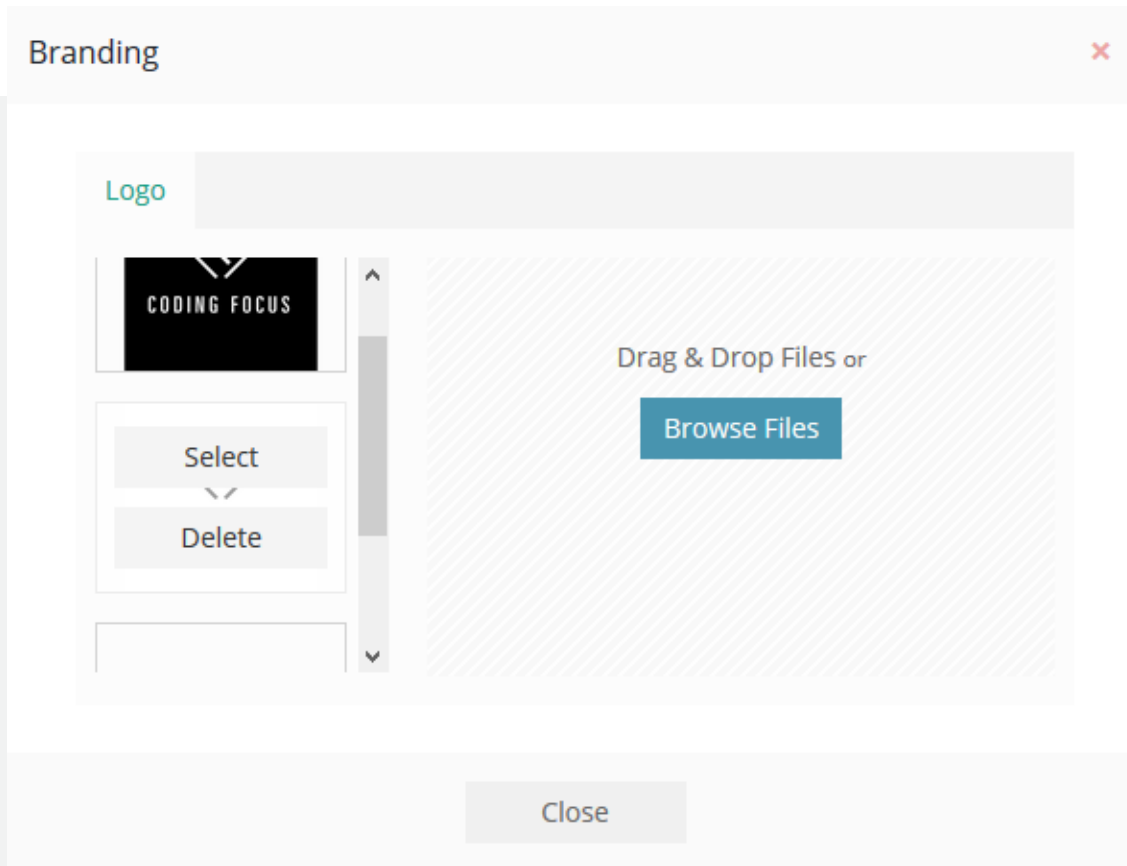 Branding
Logo
CODING FOCUS
Select
Delete
Drag & Drop Files or
Browse Files
Close